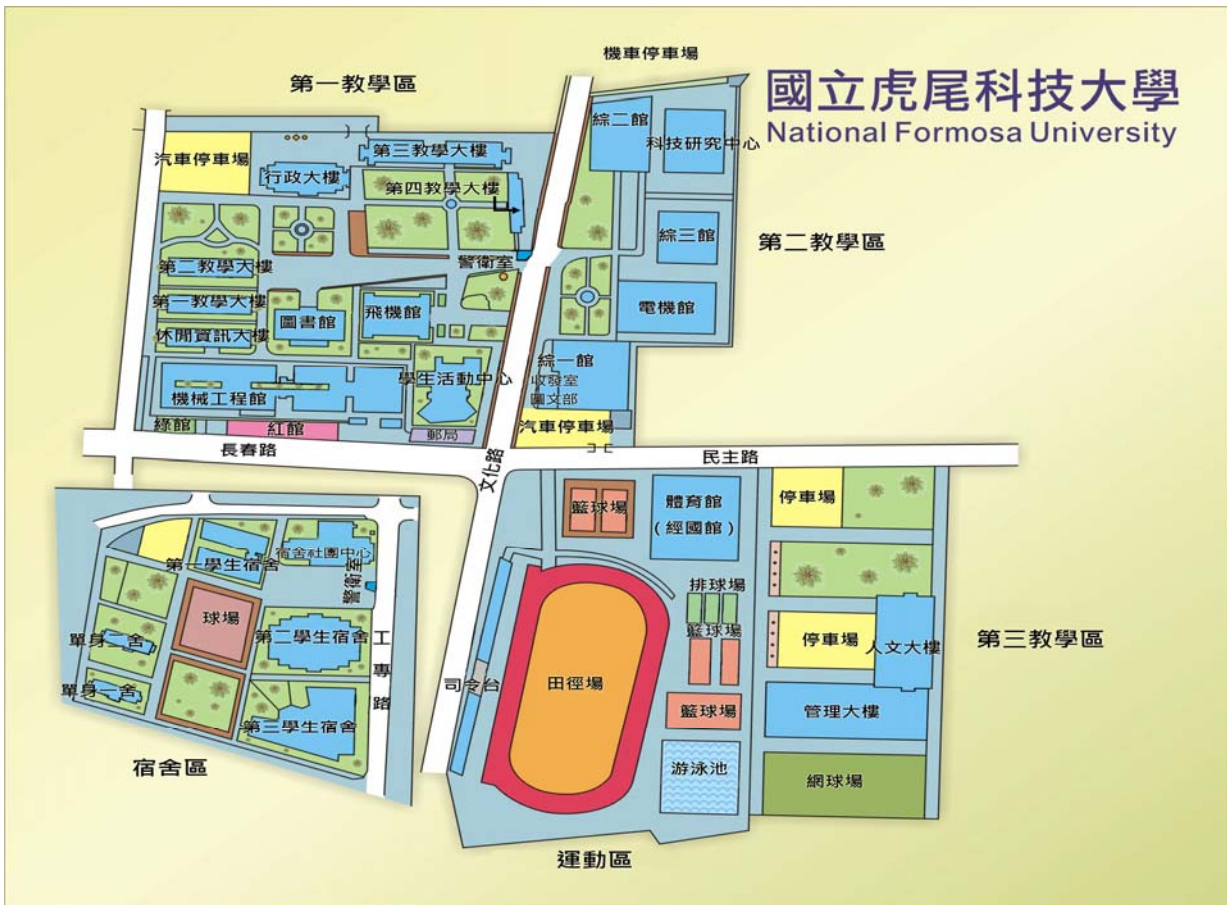 機車停車場
國立虎尾科技大學
National Formosa University
第一教學區
綜二館
科技研究中心
第三教學大樓
汽車停車場
行政大樓
第四教學大樓
綜三館
第二教學區
警衛室
第二教學大樓
電機館
第一教學大樓
圖書館
飛機館
休閒資訊大樓
綜一館
收發室
圖文部
學生活動中心
機械工程館
綠館
紅館
郵局
汽車停車場
長春路
文化路
民主路
籃球場
體育館
(經國館)
停車場
宿舍社團中心
第一學生宿舍
警衛室
排球場
球場
第二學生宿舍
工專路
籃球場
停車場
人文大樓
第三教學區
單身二舍
單身一舍
司令台
田徑場
籃球場
管理大樓
第三學生宿舍
宿舍區
游泳池
網球場
運動區